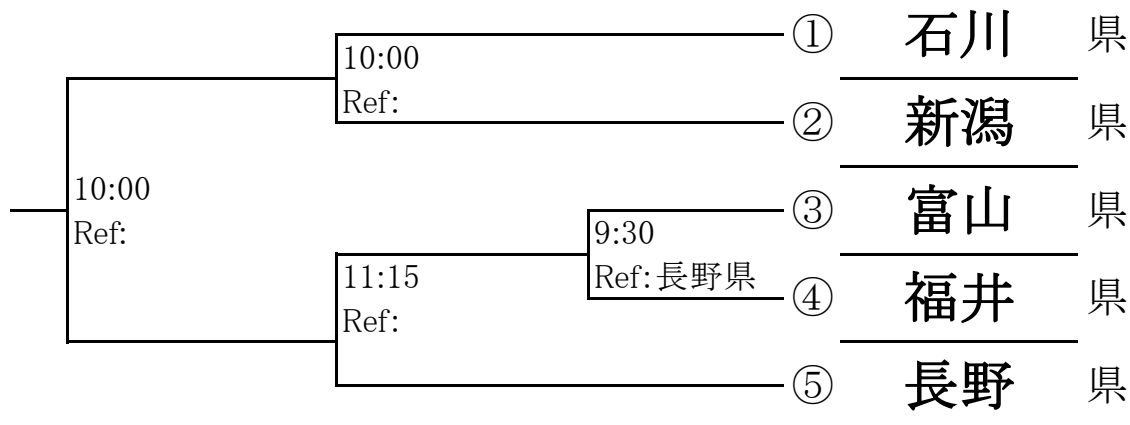 ① 石川 県
10:00
Ref:
② 新潟 県
10:00
Ref:
③ 富山 県
9:30
Ref:長野県
④ 福井 県
11:15
Ref:
⑤ 長野 県